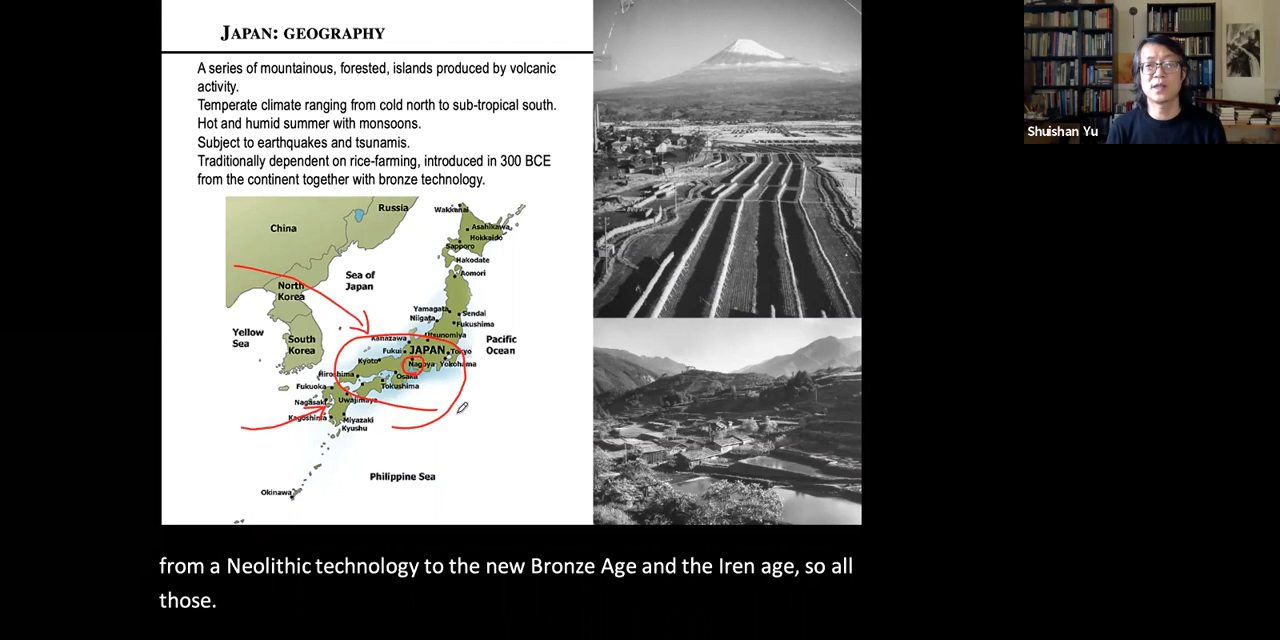 JAPAN: GEOGRAPHY
A series of mountainous, forested, islands produced by volcanic
activity.
Temperate climate ranging from cold north to sub-tropical south.
Hot and humid summer with monsoons.
Subject to earthquakes and tsunamis.
Traditionally dependent on rice-farming, introduced in 300 BCE
from the continent together with bronze technology.
Russia
Wakkanai
China
Asahikawa
Hokkaido
Sapporo
Hakodate
Aomori
Sea of
Japan
North
Korea
Yamagata
Niigata
Sendai
Fukushima
Utsunomiya
Yellow
Sea
South
Korea
Kanazawa
Pacific
Ocean
Fukui
JAPAN
Tokyo
Kyoto
Nagoya
Yokohama
Hiroshima
Osaka
Fukuoka
Tokushima
Nagasaki
Uwajimaya
Kagoshima
Miyazaki
Kyushu
Philippine Sea
Okinawa
Shuishan Yu
from a Neolithic technology to the new Bronze Age and the Iren age, so all
those.